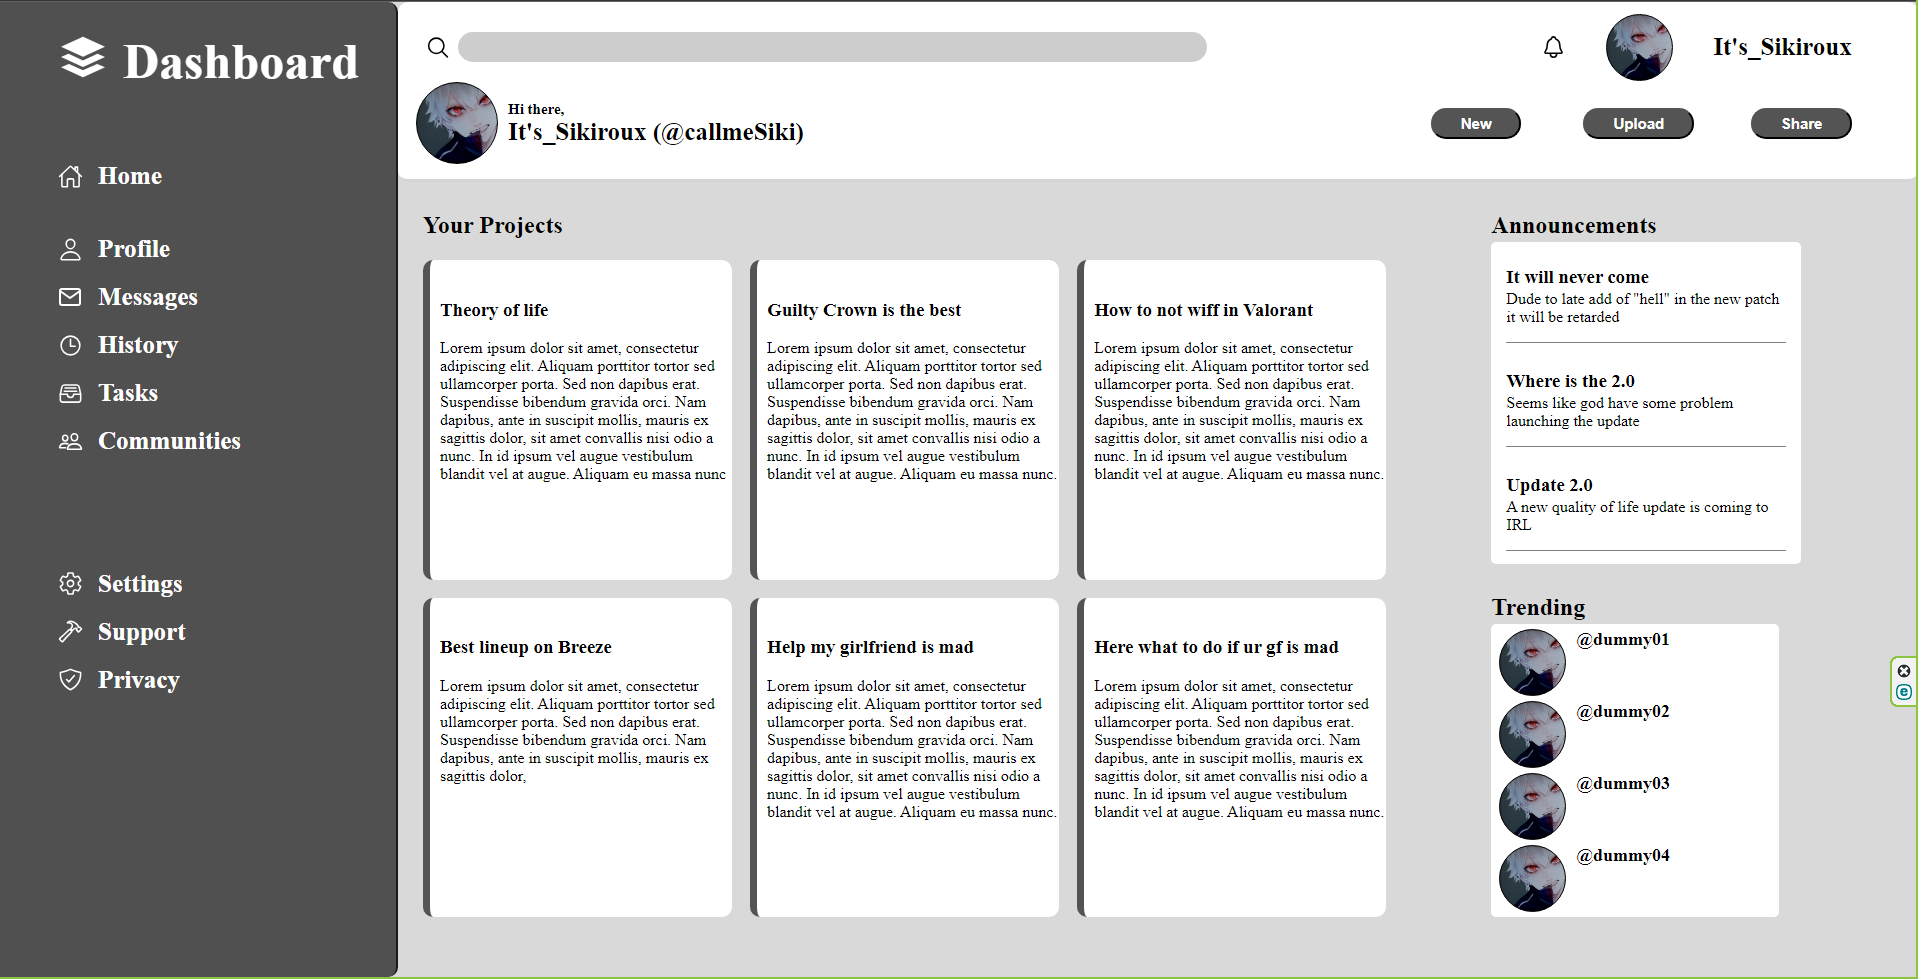 Dashboard
Home
Profile
Messages
History
Tasks
Communities
Settings
Support
Privacy
It's_Sikiroux
Hi there,
It's_Sikiroux (@callmeSiki)
New
Upload
Share
Your Projects
Theory of life
Lorem ipsum dolor sit amet, consectetur
adipiscing elit. Aliquam porttitor tortor sed
ullamcorper porta. Sed non dapibus erat.
Suspendisse bibendum gravida orci. Nam
dapibus, ante in suscipit mollis, mauris ex
sagittis dolor, sit amet convallis nisi odio a
nunc. In id ipsum vel augue vestibulum
blandit vel at augue. Aliquam eu massa nunc
Guilty Crown is the best
Lorem ipsum dolor sit amet, consectetur
adipiscing elit. Aliquam porttitor tortor sed
ullamcorper porta. Sed non dapibus erat.
Suspendisse bibendum gravida orci. Nam
dapibus, ante in suscipit mollis, mauris ex
sagittis dolor, sit amet convallis nisi odio a
nunc. In id ipsum vel augue vestibulum
blandit vel at augue. Aliquam eu massa nunc.
How to not wiff in Valorant
Lorem ipsum dolor sit amet, consectetur
adipiscing elit. Aliquam porttitor tortor sed
ullamcorper porta. Sed non dapibus erat.
Suspendisse bibendum gravida orci. Nam
dapibus, ante in suscipit mollis, mauris ex
sagittis dolor, sit amet convallis nisi odio a
nunc. In id ipsum vel augue vestibulum
blandit vel at augue. Aliquam eu massa nunc.
Best lineup on Breeze
Lorem ipsum dolor sit amet, consectetur
adipiscing elit. Aliquam porttitor tortor sed
ullamcorper porta. Sed non dapibus erat.
Suspendisse bibendum gravida orci. Nam
dapibus, ante in suscipit mollis, mauris ex
sagittis dolor,
Help my girlfriend is mad
Lorem ipsum dolor sit amet, consectetur
adipiscing elit. Aliquam porttitor tortor sed
ullamcorper porta. Sed non dapibus erat.
Suspendisse bibendum gravida orci. Nam
dapibus, ante in suscipit mollis, mauris ex
sagittis dolor, sit amet convallis nisi odio a
nunc. In id ipsum vel augue vestibulum
blandit vel at augue. Aliquam eu massa nunc.
Here what to do if ur gf is mad
Lorem ipsum dolor sit amet, consectetur
adipiscing elit. Aliquam porttitor tortor sed
ullamcorper porta. Sed non dapibus erat.
Suspendisse bibendum gravida orci. Nam
dapibus, ante in suscipit mollis, mauris ex
sagittis dolor, sit amet convallis nisi odio a
nunc. In id ipsum vel augue vestibulum
blandit vel at augue. Aliquam eu massa nunc.
Announcements
It will never come
Dude to late add of "hell" in the new patch
it will be retarded
Where is the 2.0
Seems like god have some problem
launching the update
Update 2.0
A new quality of life update is coming to
IRL
Trending
@dummy01
@dummy02
@dummy03
@dummy04